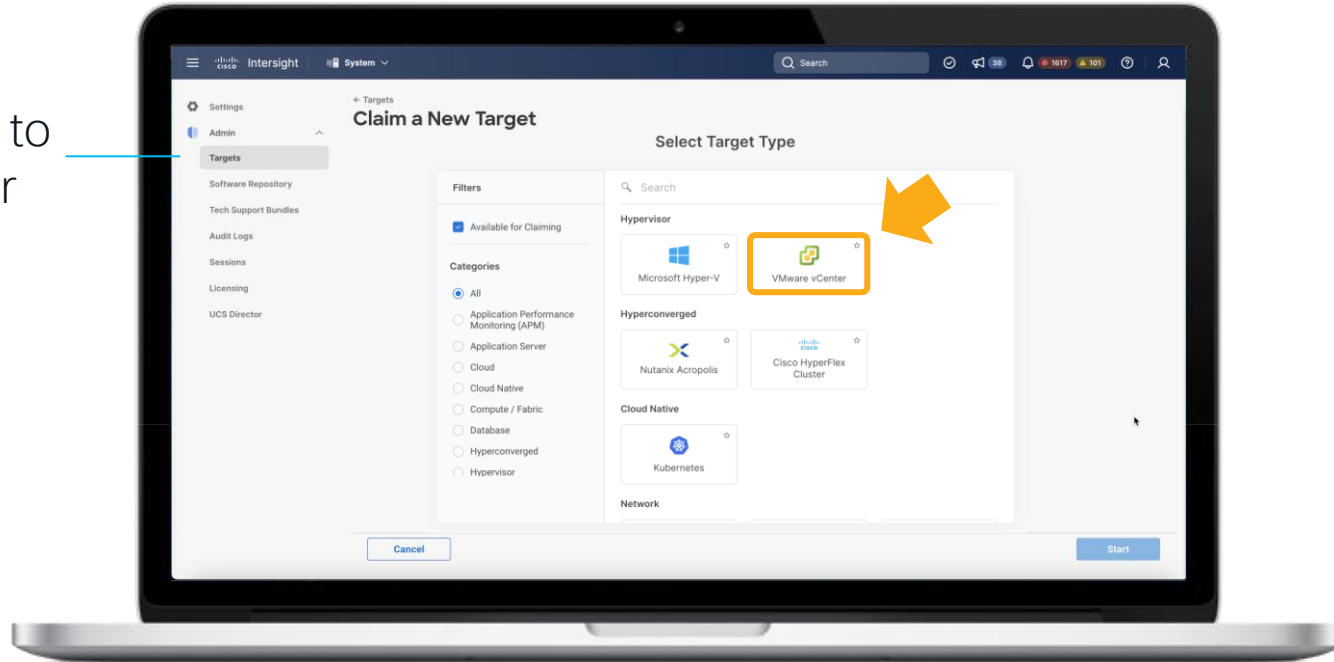 to
r
cisco Intersight
System
Search
38
1617
101
Settings
Admin
Targets
Software Repository
Tech Support Bundles
Audit Logs
Sessions
Licensing
UCS Director
← Targets
Claim a New Target
Select Target Type
Filters
Available for Claiming
Categories
All
Application Performance
Monitoring (APM)
Application Server
Cloud
Cloud Native
Compute / Fabric
Database
Hyperconverged
Hypervisor
Search
Hypervisor
Microsoft Hyper-V
VMware vCenter
Hyperconverged
Nutanix Acropolis
cisco
Cisco HyperFlex
Cluster
Cloud Native
Kubernetes
Network
Cancel
Start